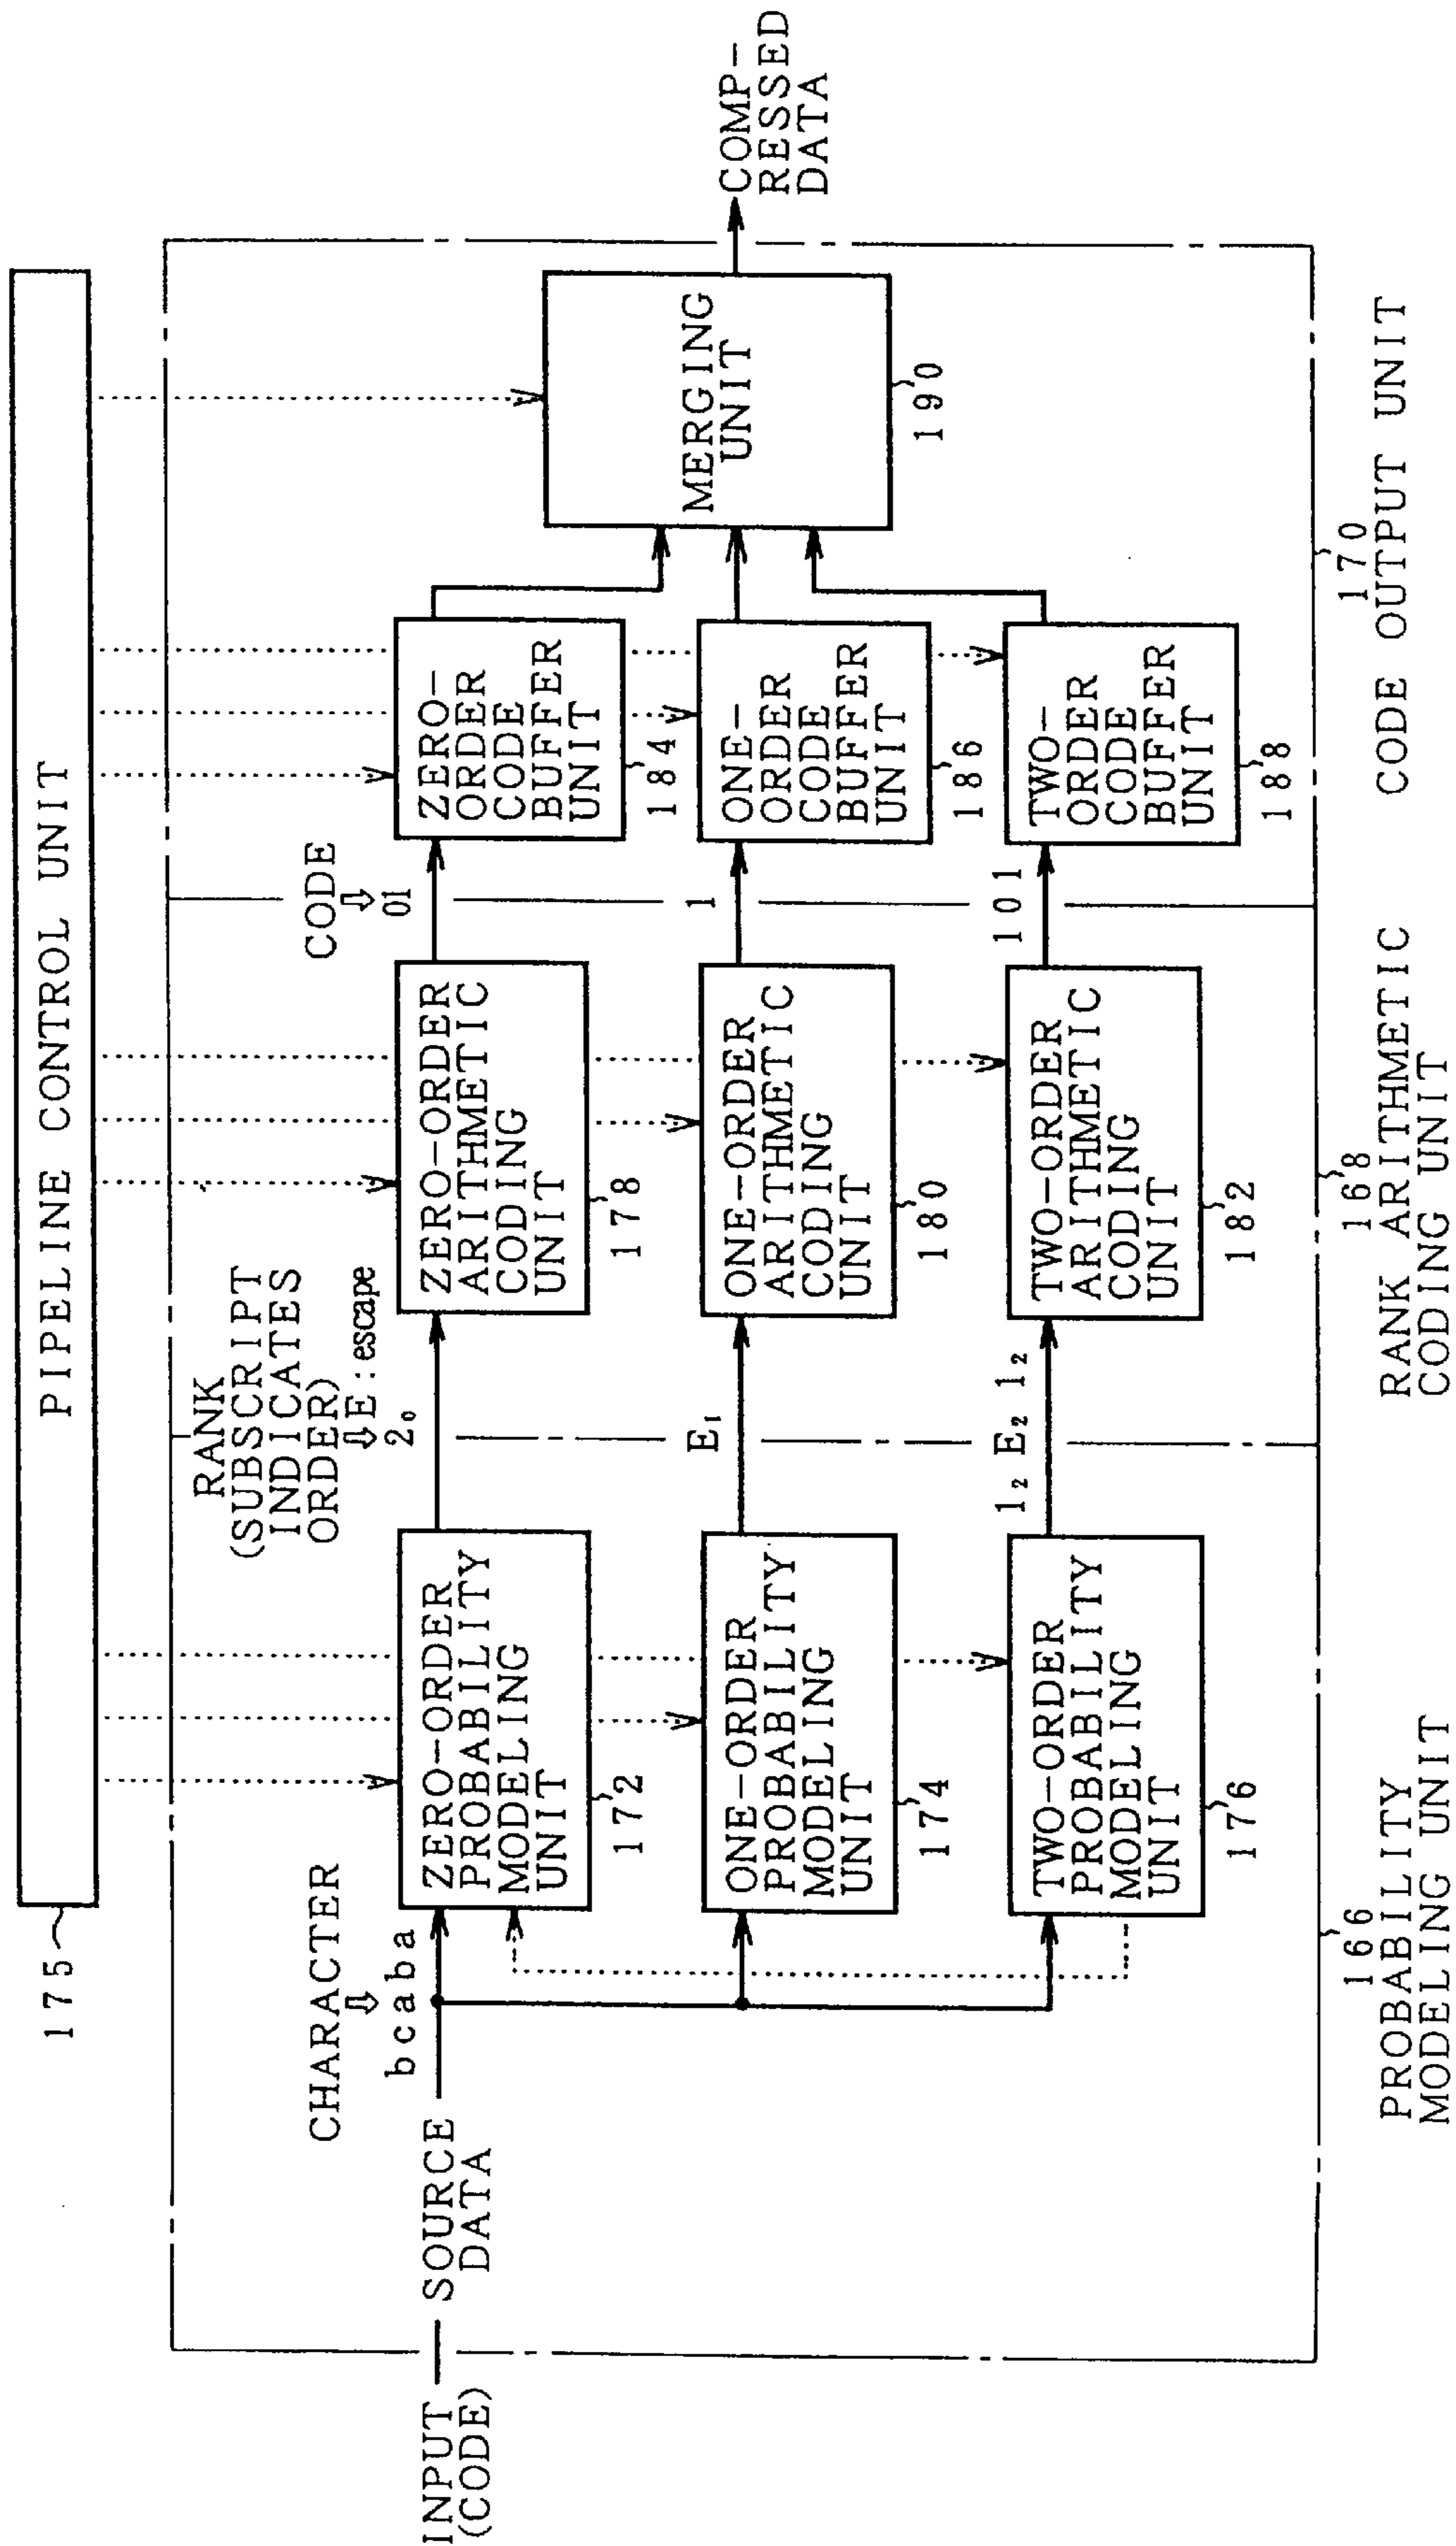 PIPELINE CONTROL UNIT
175
INPUT
(CODE)
SOURCE
DATA
CHARACTER
⇩
bcaba
ZERO-ORDER
PROBABILITY
MODELING
UNIT
172
ONE-ORDER
PROBABILITY
MODELING
UNIT
174
TWO-ORDER
PROBABILITY
MODELING
UNIT
176
166
PROBABILITY
MODELING UNIT
RANK
(SUBSCRIPT
INDICATES
ORDER)
⇩E:escape
2₀
E₁
1₂ E₂ 1₂
ZERO-ORDER
ARITHMETIC
CODING
UNIT
178
ONE-ORDER
ARITHMETIC
CODING
UNIT
180
TWO-ORDER
ARITHMETIC
CODING
UNIT
182
168
RANK ARITHMETIC
CODING UNIT
CODE
⇩
01
1
101
ZERO-
ORDER
CODE
BUFFER
UNIT
184
ONE-
ORDER
CODE
BUFFER
UNIT
186
TWO-
ORDER
CODE
BUFFER
UNIT
188
MERGING
UNIT
190
170
CODE OUTPUT UNIT
COMP-
RESSED
DATA